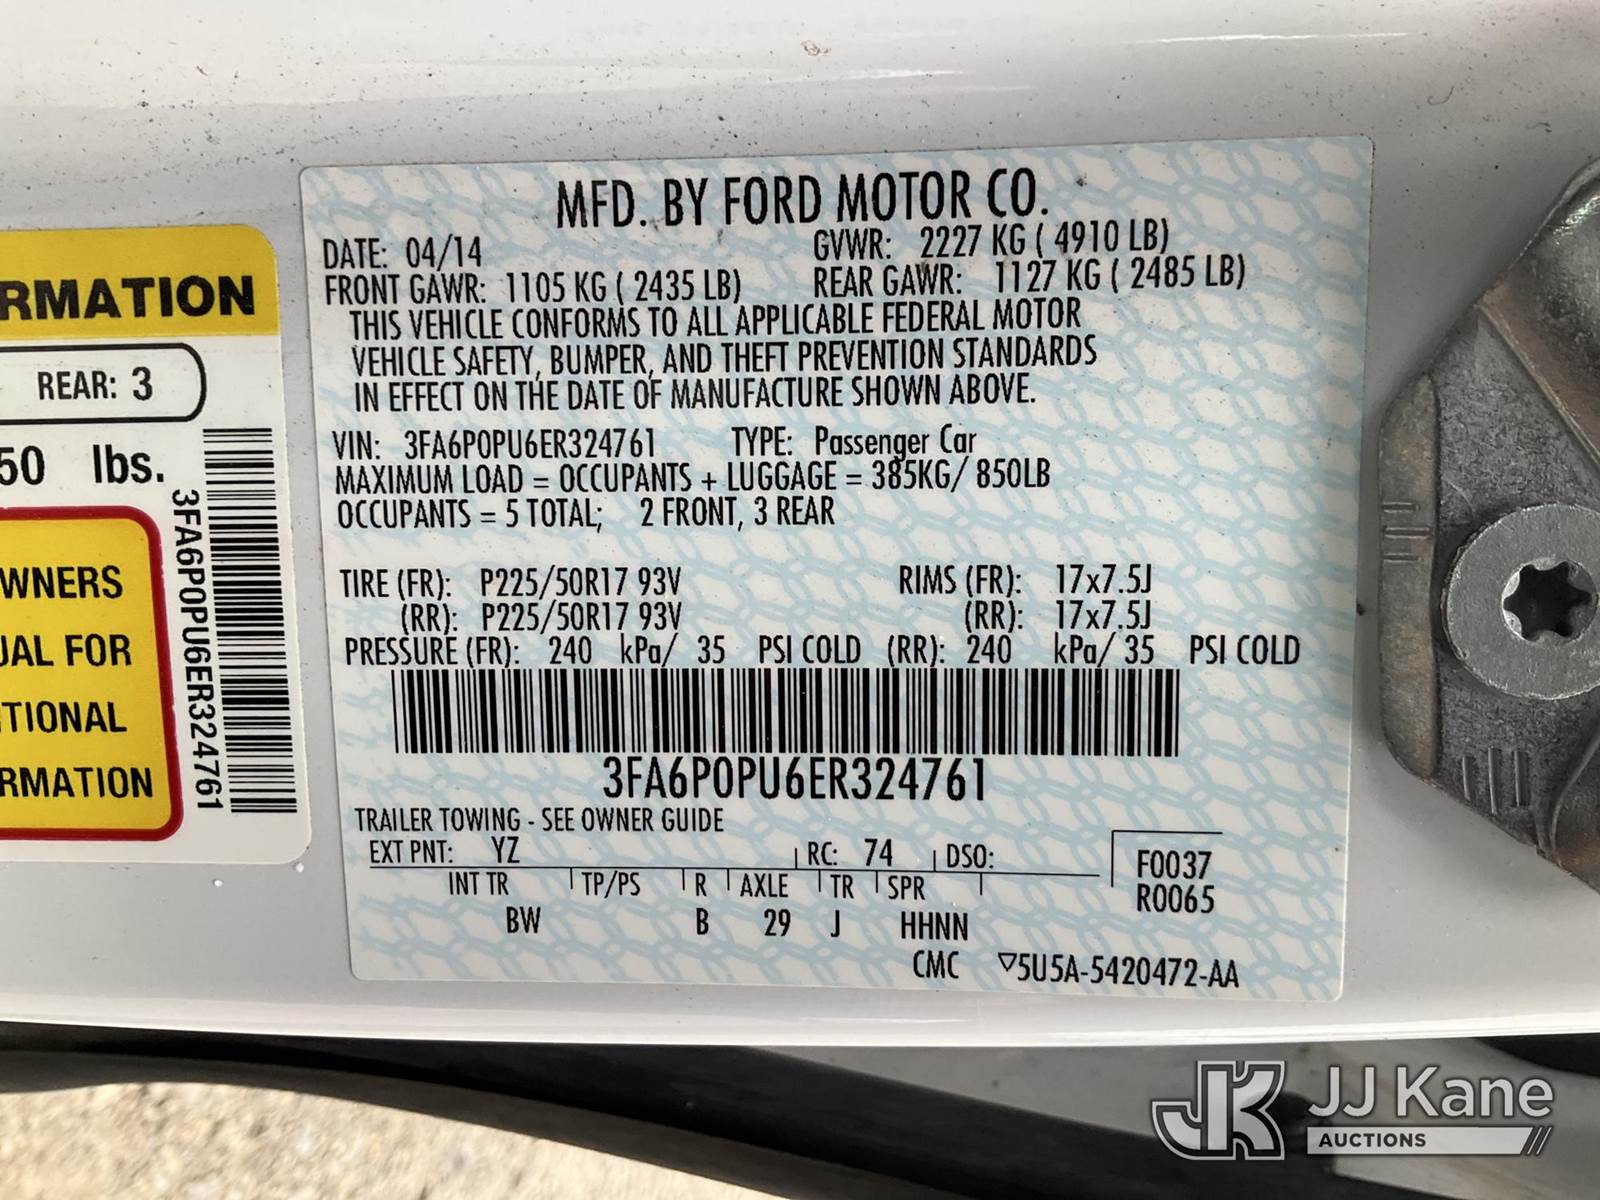 MFD. BY FORD MOTOR CO.
DATE: 04/14 GVWR: 2227 KG ( 4910 LB)
FRONT GAWR: 1105 KG ( 2435 LB) REAR GAWR: 1127 KG ( 2485 LB)
THIS VEHICLE CONFORMS TO ALL APPLICABLE FEDERAL MOTOR
VEHICLE SAFETY, BUMPER, AND THEFT PREVENTION STANDARDS
IN EFFECT ON THE DATE OF MANUFACTURE SHOWN ABOVE.
VIN: 3FA6P0PU6ER324761 TYPE: Passenger Car
MAXIMUM LOAD = OCCUPANTS + LUGGAGE = 385KG/ 850LB
OCCUPANTS = 5 TOTAL; 2 FRONT, 3 REAR
TIRE (FR): P225/50R17 93V RIMS (FR): 17x7.5J
(RR): P225/50R17 93V (RR): 17x7.5J
PRESSURE (FR): 240 kPa/ 35 PSI COLD (RR): 240 kPa/ 35 PSI COLD
3FA6P0PU6ER324761
TRAILER TOWING - SEE OWNER GUIDE
EXT PNT: YZ RC: 74 DSO:
INT TR TP/PS R AXLE TR SPR
BW B 29 J HHNN
F0037
R0065
CMC ▽5U5A-5420472-AA
RMATION
REAR: 3
50 lbs.
WNERS
UAL FOR
ITIONAL
RMATION
3FA6P0PU6ER324761
JK JJ Kane
AUCTIONS